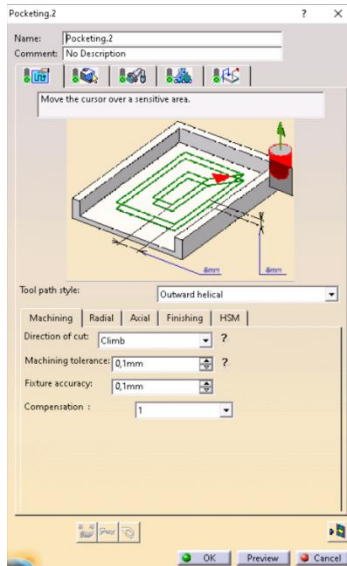 Pocketing.2 ? ×
Name: Pocketing.2
Comment: No Description
Move the cursor over a sensitive area.
8mm 8mm
Tool path style: Outward helical
Machining Radial Axial Finishing HSM
Direction of cut: Climb ?
Machining tolerance: 0,1mm ?
Fixture accuracy: 0,1mm
Compensation : 1
OK Preview Cancel